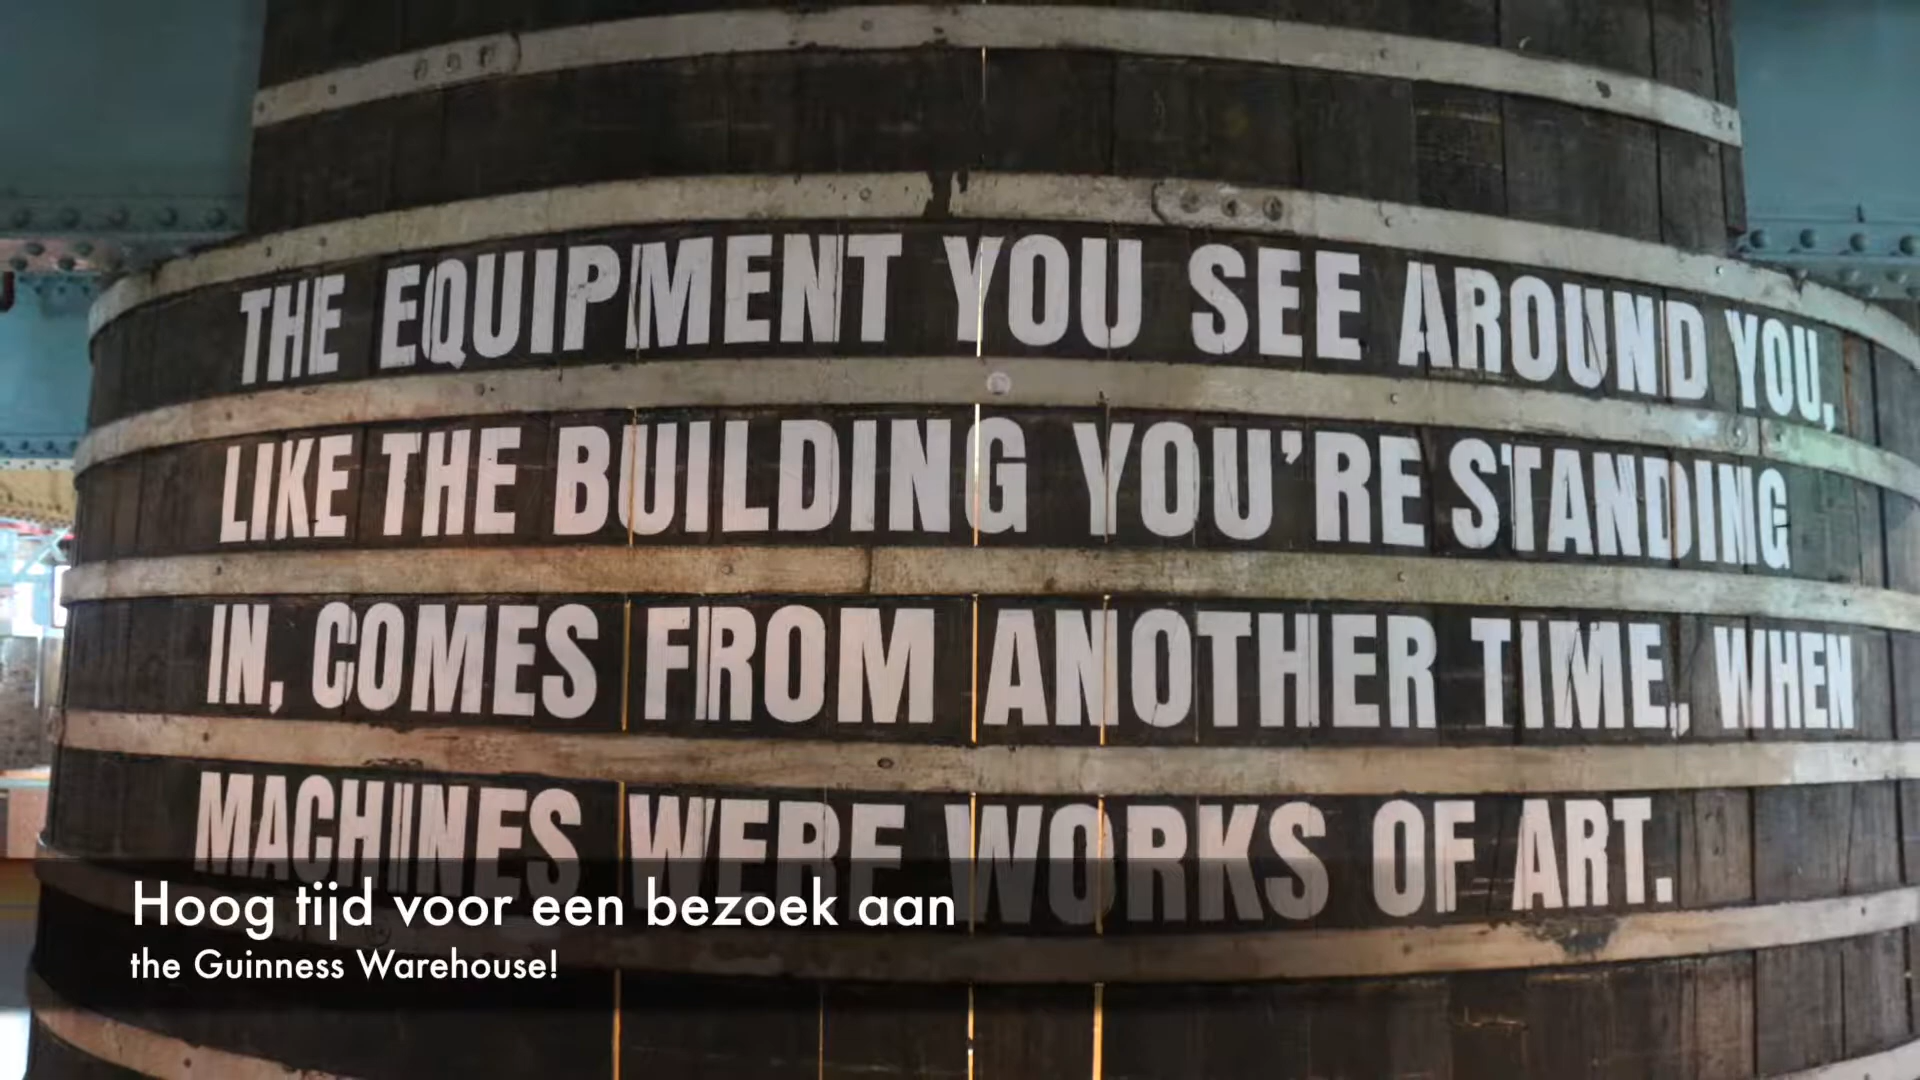 THE EQUIPMENT YOU SEE AROUND YOU,
LIKE THE BUILDING YOU'RE STANDING
IN, COMES FROM ANOTHER TIME, WHEN
MACHINES WERE WORKS OF ART.
Hoog tijd voor een bezoek aan
the Guinness Warehouse!